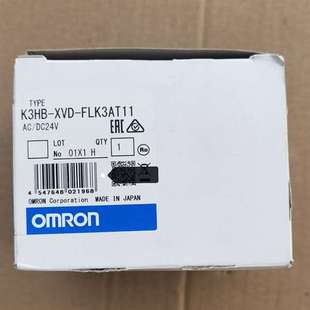 TYPE
K3HB-XVD-FLK3AT11
AC/DC24V
EAC
LOT
No 01X1 H
QTY
1
4 547648 021968
OMRON
OMRON Corporation MADE IN JAPAN